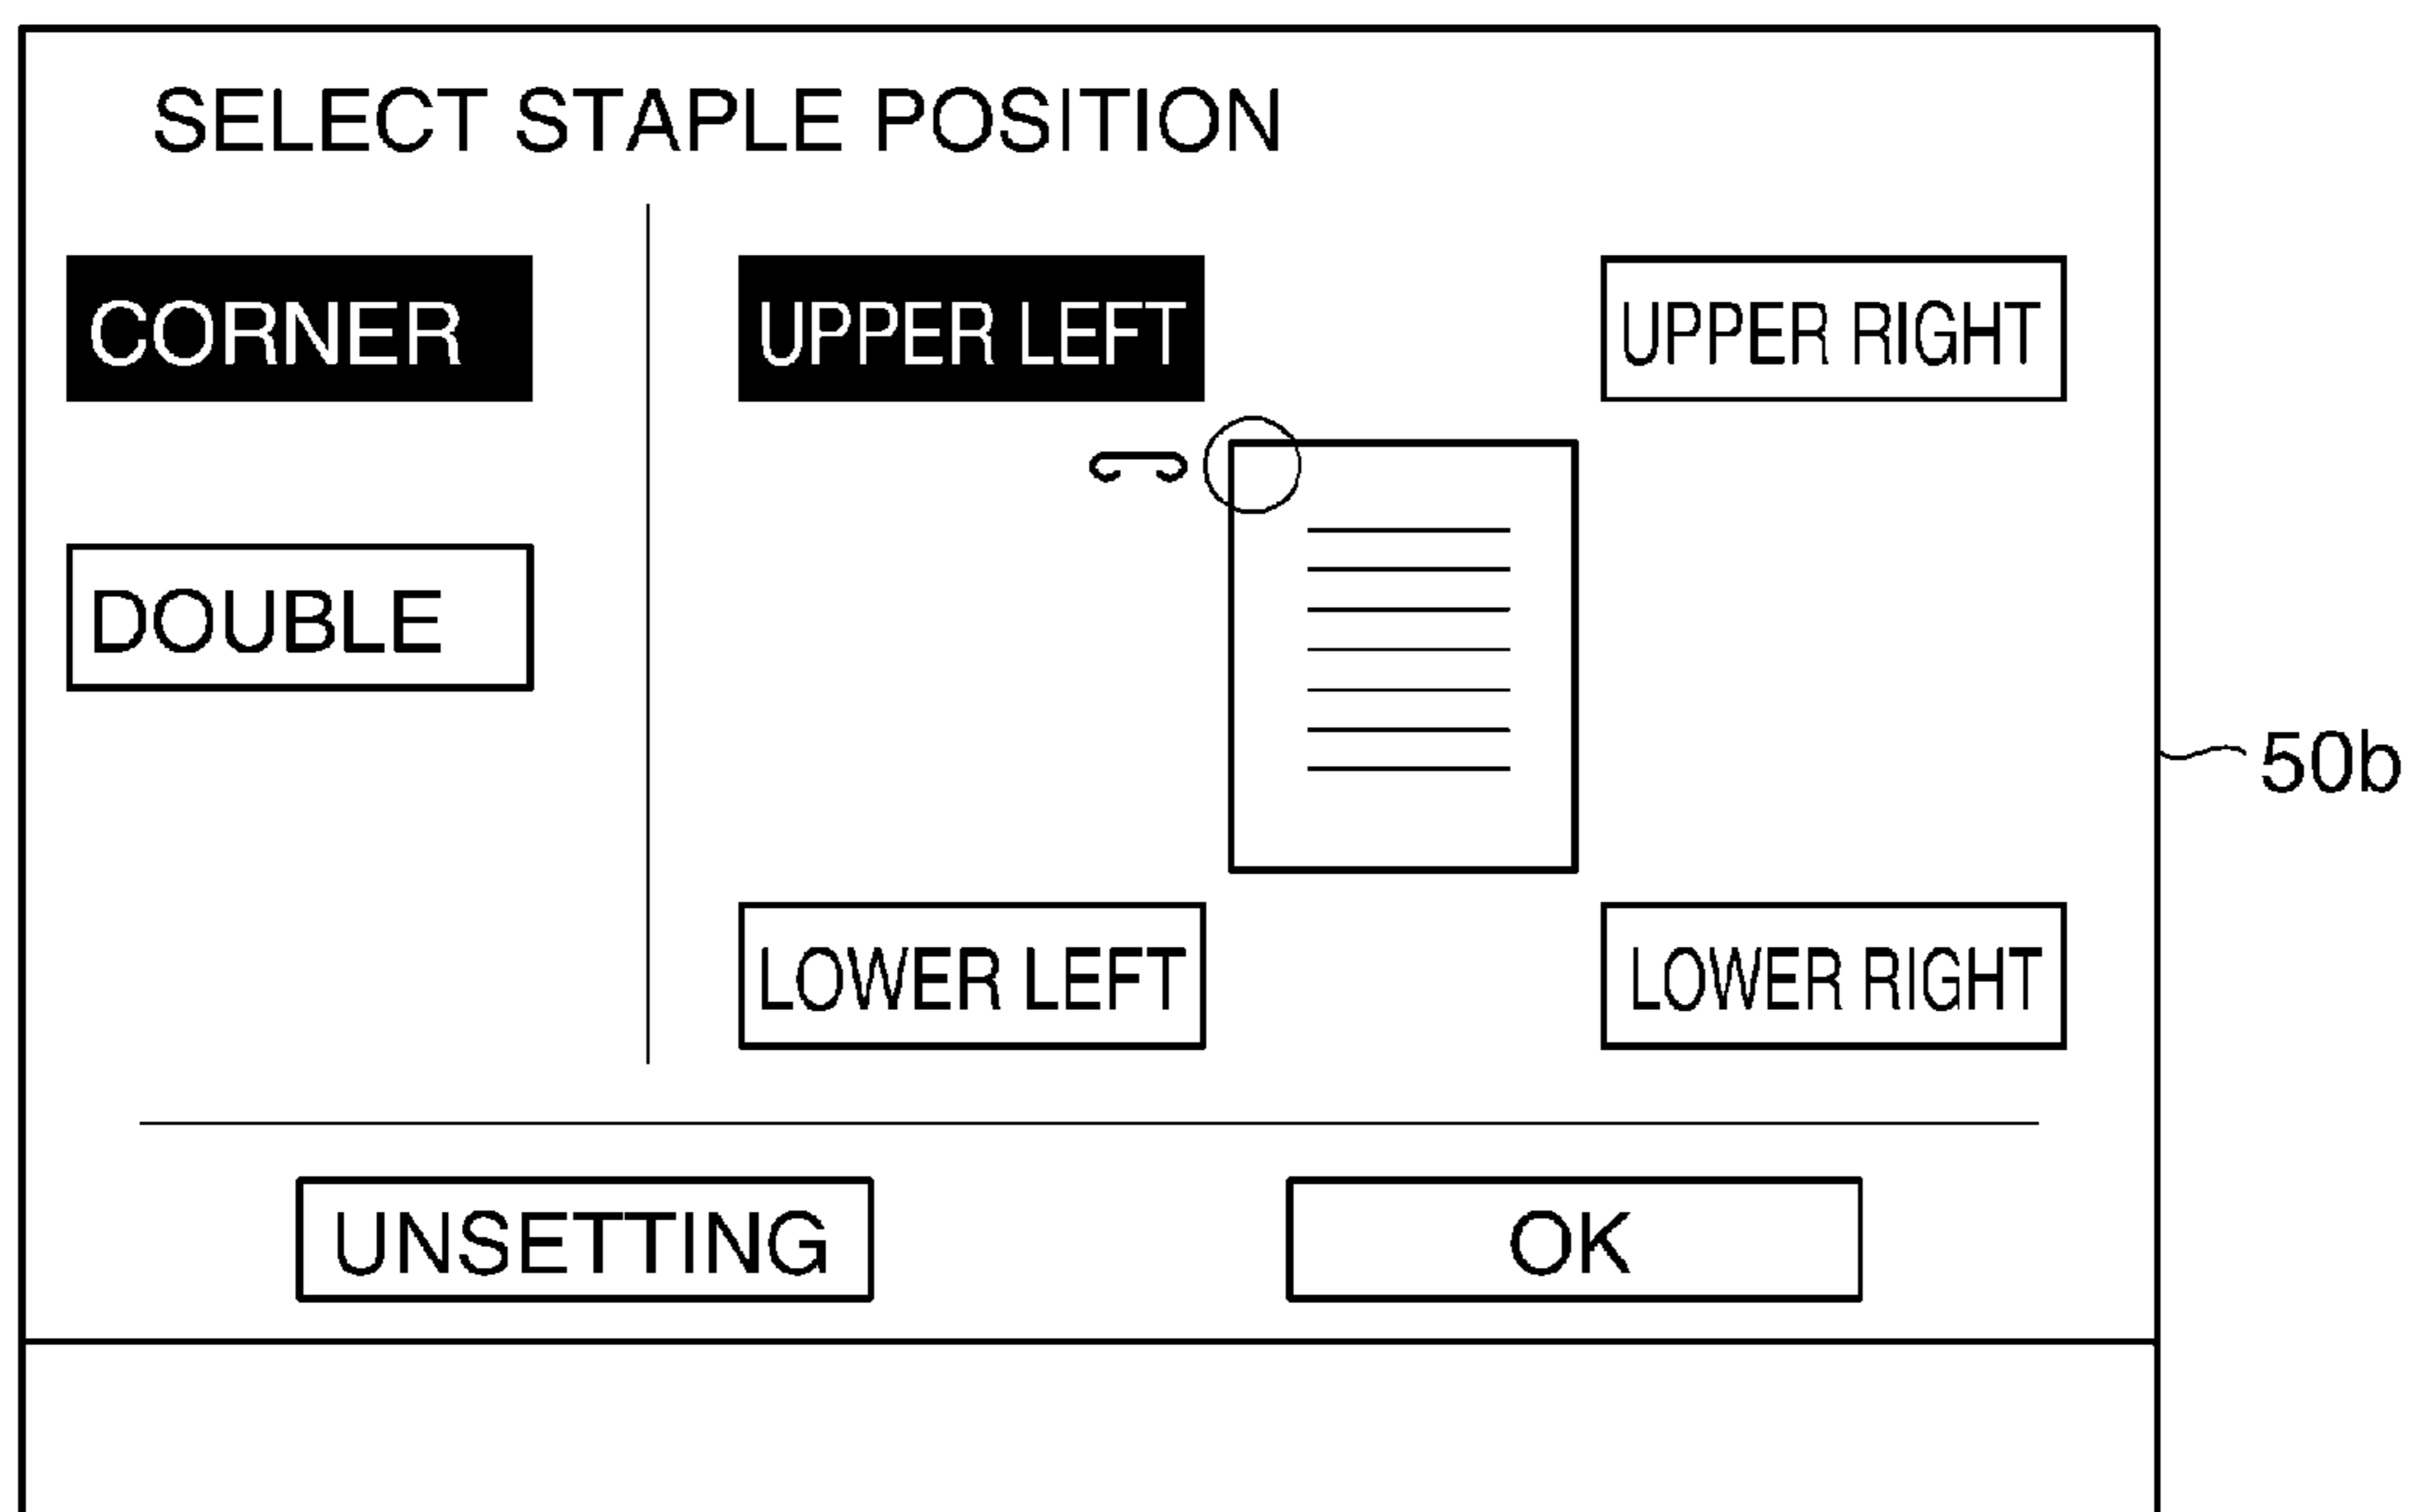 SELECT STAPLE POSITION
CORNER
UPPER LEFT
UPPER RIGHT
DOUBLE
50b
LOWER LEFT
LOWER RIGHT
UNSETTING
OK